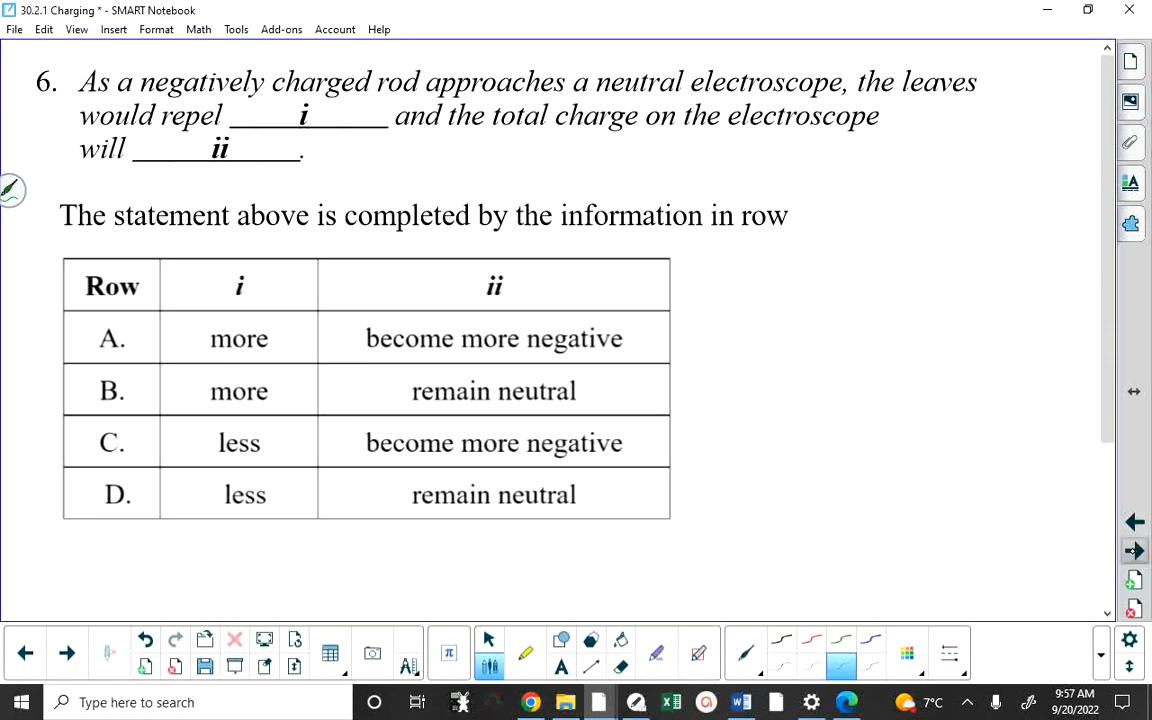 30.2.1 Charging * - SMART Notebook
File Edit View Insert Format Math Tools Add-ons Account Help
6. As a negatively charged rod approaches a neutral electroscope, the leaves
would repel _____i_____ and the total charge on the electroscope
will _____ii_____.
The statement above is completed by the information in row
Row i ii
A. more become more negative
B. more remain neutral
C. less become more negative
D. less remain neutral
Type here to search
7°C
9:57 AM
9/20/2022